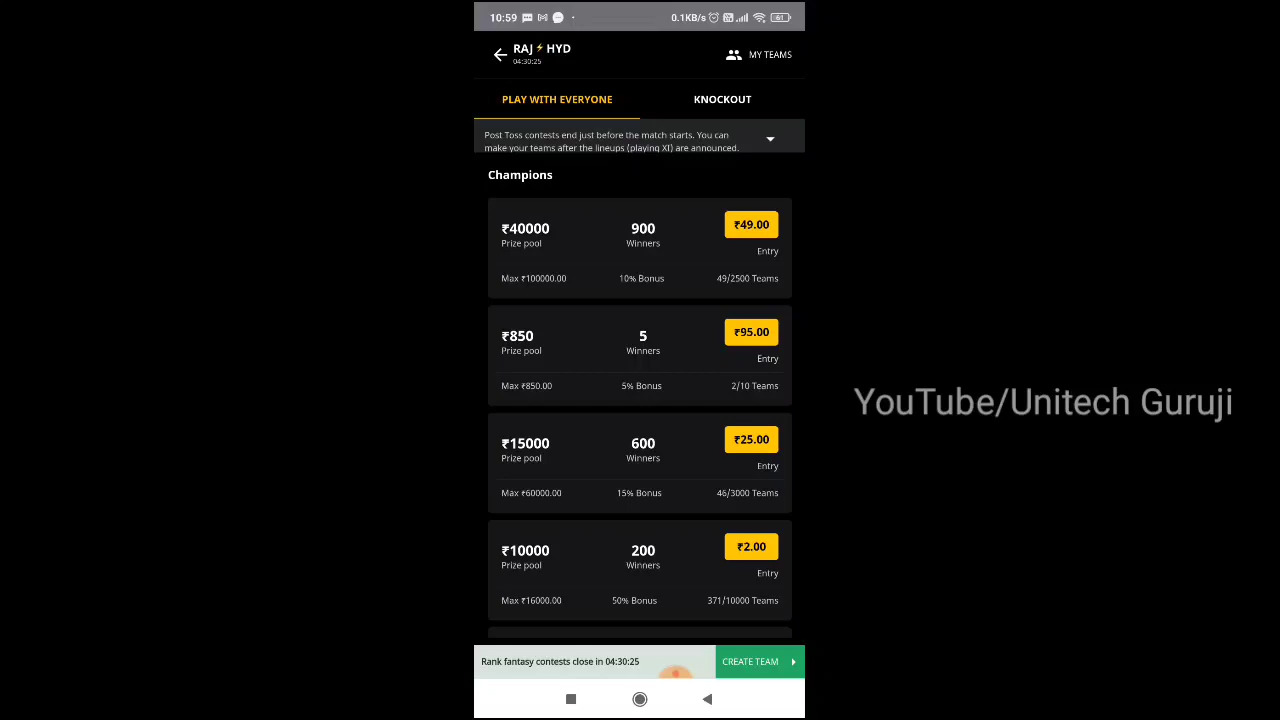 10:59 0.1KB/s 61
RAJ⚡HYD
04:30:25
MY TEAMS
PLAY WITH EVERYONE KNOCKOUT
Post Toss contests end just before the match starts. You can
make your teams after the lineups (playing XI) are announced.
Champions
₹40000 900 ₹49.00
Prize pool Winners Entry
Max ₹100000.00 10% Bonus 49/2500 Teams
₹850 5 ₹95.00
Prize pool Winners Entry
Max ₹850.00 5% Bonus 2/10 Teams
₹15000 600 ₹25.00
Prize pool Winners Entry
Max ₹60000.00 15% Bonus 46/3000 Teams
₹10000 200 ₹2.00
Prize pool Winners Entry
Max ₹16000.00 50% Bonus 371/10000 Teams
Rank fantasy contests close in 04:30:25 CREATE TEAM
YouTube/Unitech Guruji